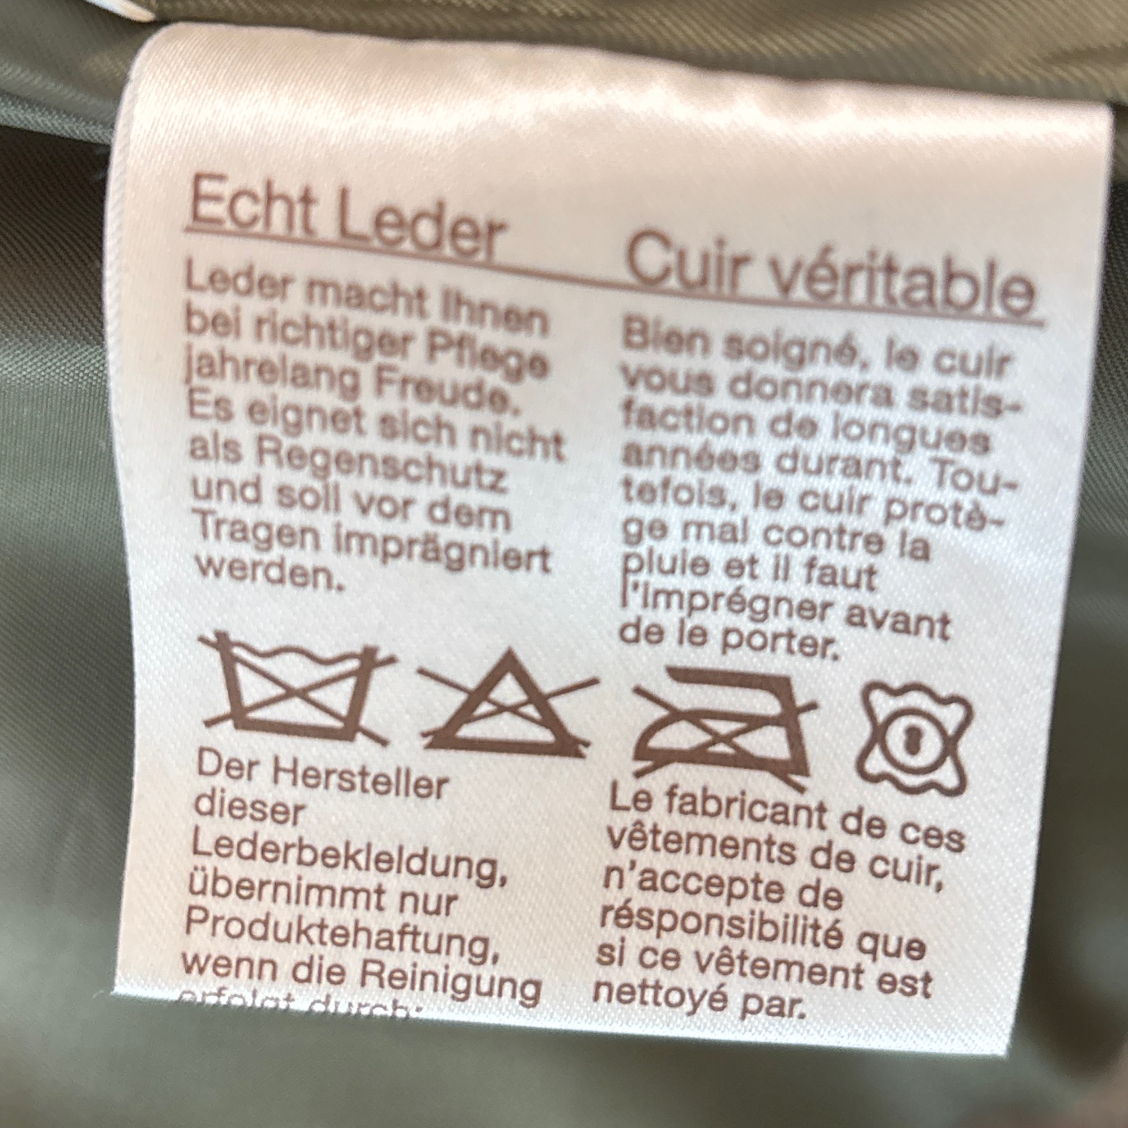 Echt Leder
Leder macht Ihnen
bei richtiger Pflege
jahrelang Freude.
Es eignet sich nicht
als Regenschutz
und soll vor dem
Tragen imprägniert
werden.
Cuir véritable
Bien soigné, le cuir
vous donnera satis-
faction de longues
années durant. Tou-
tefois, le cuir protè-
ge mal contre la
pluie et il faut
l'imprégner avant
de le porter.
Der Hersteller
dieser
Lederbekleldung,
übernimmt nur
Produktehaftung,
wenn die Reinigung
erfolgt durch:
Le fabricant de ces
vêtements de cuir,
n'accepte de
résponsibilité que
si ce vêtement est
nettoyé par.